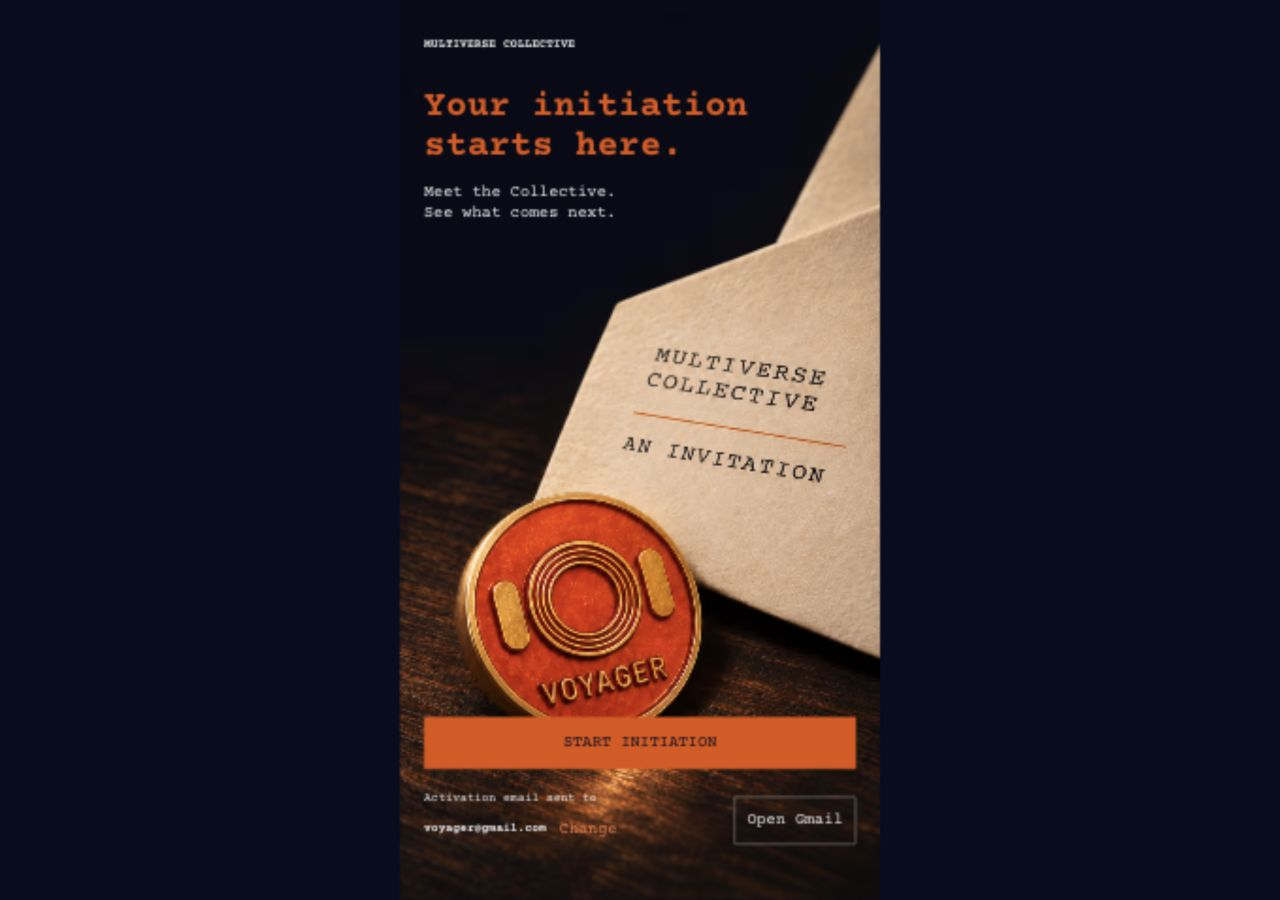 MULTIVERSE COLLECTIVE
Your initiation
starts here.
Meet the Collective.
See what comes next.
MULTIVERSE
COLLECTIVE
AN INVITATION
VOYAGER
START INITIATION
Activation email sent to
voyager@gmail.com Change
Open Gmail